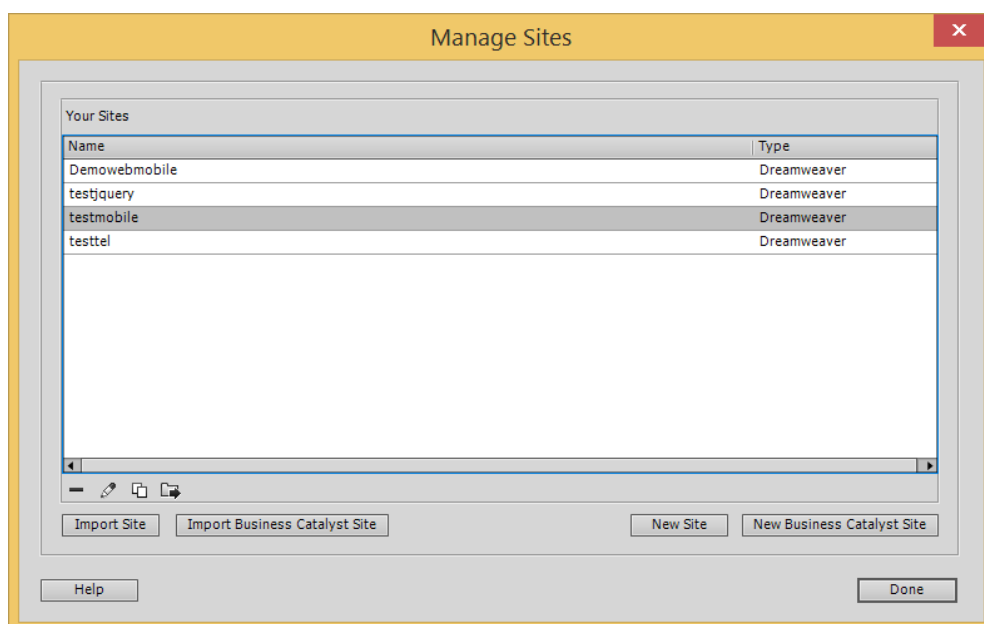 Manage Sites
Your Sites
Name Type
Demowebmobile Dreamweaver
testjquery Dreamweaver
testmobile Dreamweaver
testtel Dreamweaver
Import Site Import Business Catalyst Site New Site New Business Catalyst Site
Help Done